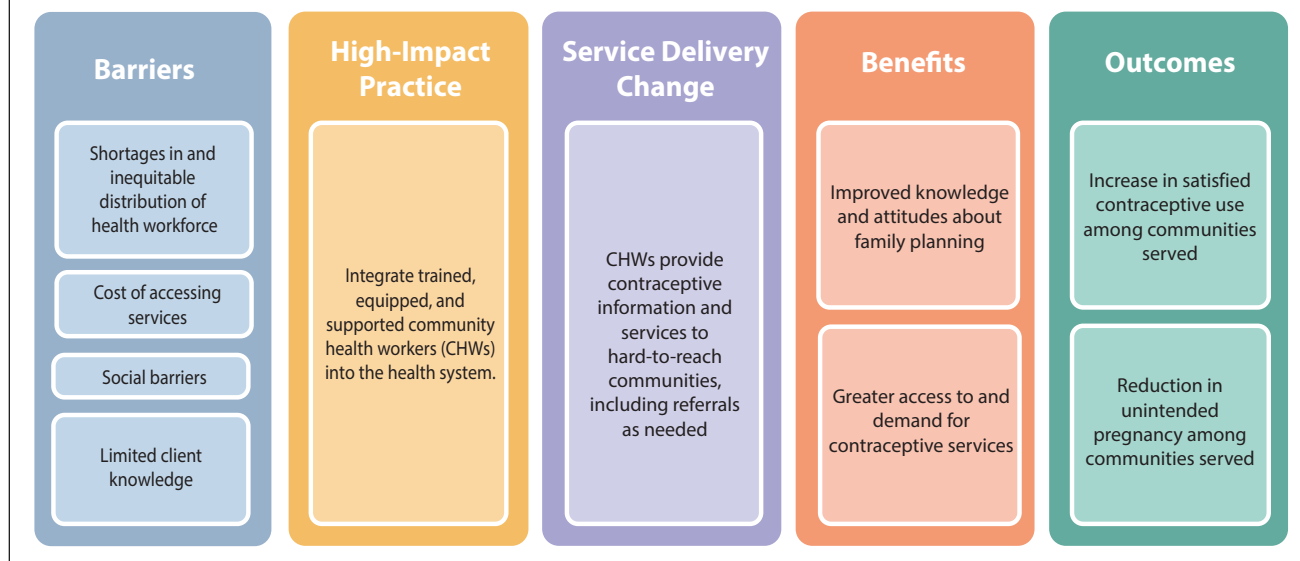 Barriers
Shortages in and
inequitable
distribution of
health workforce
Cost of accessing
services
Social barriers
Limited client
knowledge
High-Impact
Practice
Integrate trained,
equipped, and
supported community
health workers (CHWs)
into the health system.
Service Delivery
Change
CHWs provide
contraceptive
information and
services to
hard-to-reach
communities,
including referrals
as needed
Benefits
Improved knowledge
and attitudes about
family planning
Greater access to and
demand for
contraceptive services
Outcomes
Increase in satisfied
contraceptive use
among communities
served
Reduction in
unintended
pregnancy among
communities served